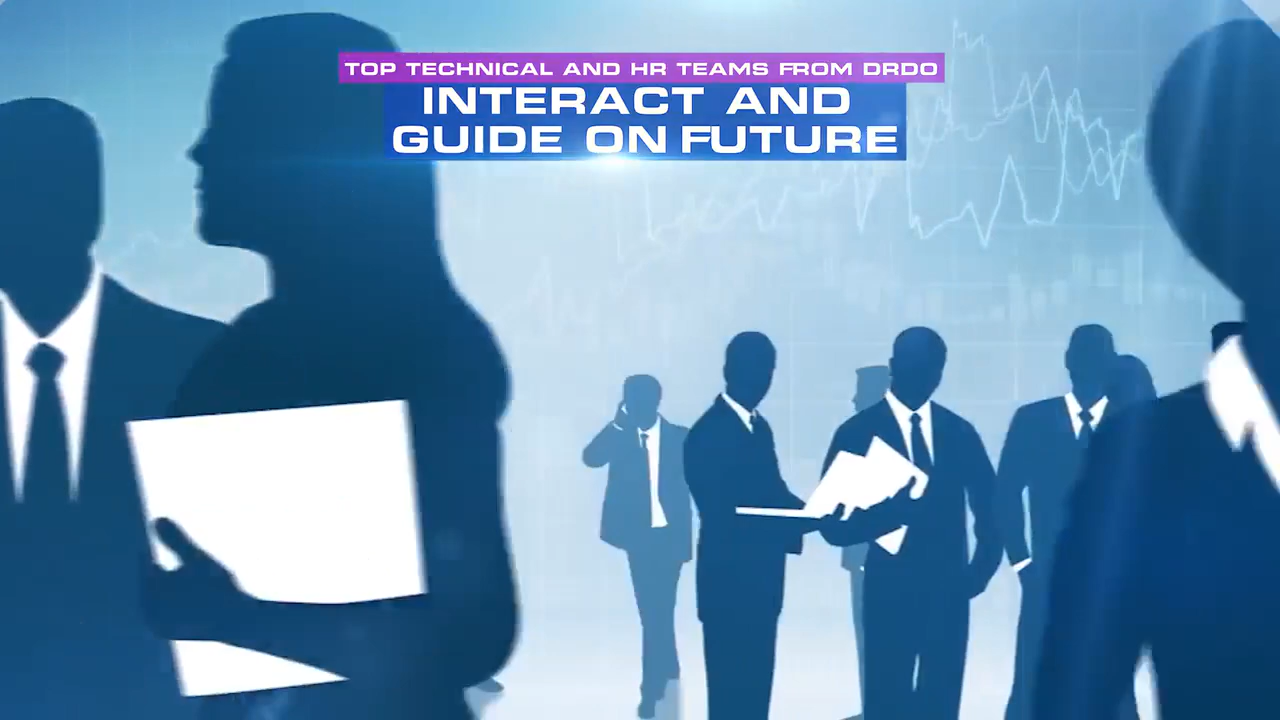 TOP TECHNICAL AND HR TEAMS FROM DRDO
INTERACT AND
GUIDE ON FUTURE